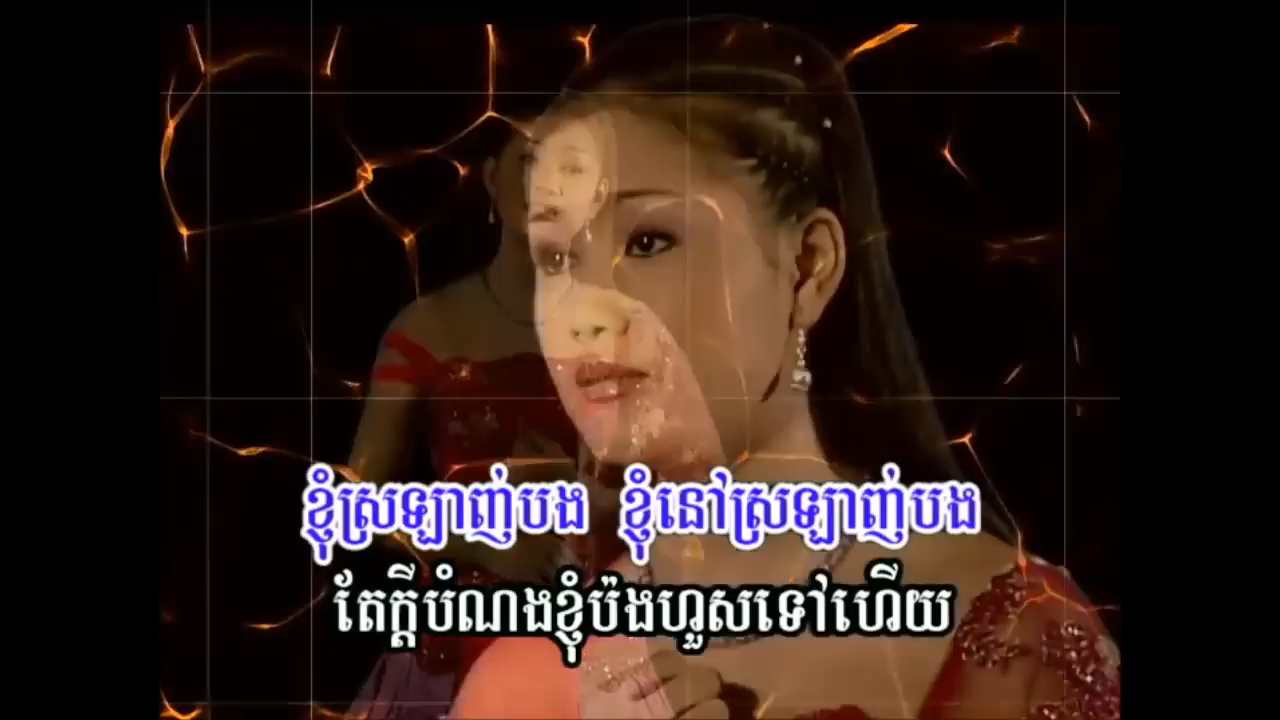 ខ្ញុំស្រឡាញ់បង ខ្ញុំនៅស្រឡាញ់បង
តែក្តីបំណងខ្ញុំប៉ងហួសទៅហើយ